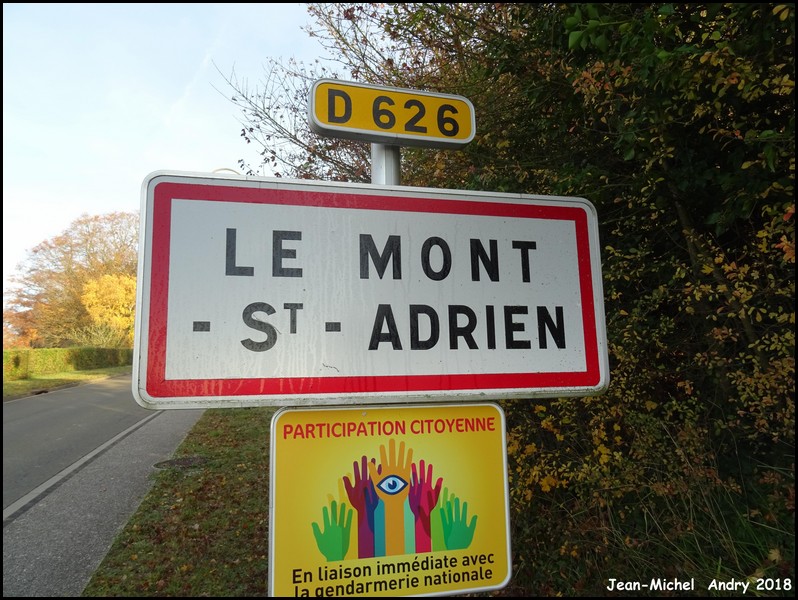 D 626
LE MONT
- ST - ADRIEN
PARTICIPATION CITOYENNE
En liaison immédiate avec
la gendarmerie nationale
Jean-Michel Andry 2018